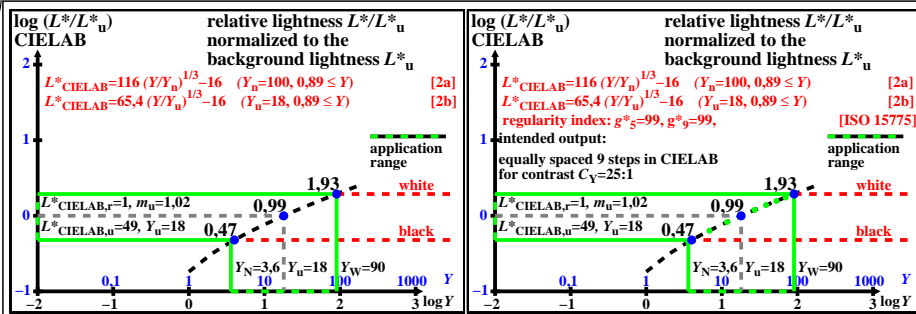 log (L*/L*u)
CIELAB
relative lightness L*/L*u
normalized to the
background lightness L*u
L*CIELAB=116 (Y/Yn)1/3–16 (Yn=100, 0,89 ≤ Y) [2a]
L*CIELAB=65,4 (Y/Yu)1/3–16 (Yu=18, 0,89 ≤ Y) [2b]
application
range
2
1
0
–1
1,93
0,99
0,47
white
black
L*CIELAB,r=1, mu=1,02
L*CIELAB,u=49, Yu=18
YN=3,6 Yu=18 YW=90
0,1 1 10 100 1000 Y
–2 –1 0 1 2 3 log Y
log (L*/L*u)
CIELAB
relative lightness L*/L*u
normalized to the
background lightness L*u
L*CIELAB=116 (Y/Yn)1/3–16 (Yn=100, 0,89 ≤ Y) [2a]
L*CIELAB=65,4 (Y/Yu)1/3–16 (Yu=18, 0,89 ≤ Y) [2b]
regularity index: g*5=99, g*9=99, [ISO 15775]
intended output:
equally spaced 9 steps in CIELAB
for contrast CY=25:1
application
range
2
1
0
–1
1,93
0,99
0,47
white
black
L*CIELAB,r=1, mu=1,02
L*CIELAB,u=49, Yu=18
YN=3,6 Yu=18 YW=90
0,1 1 10 100 1000 Y
–2 –1 0 1 2 3 log Y